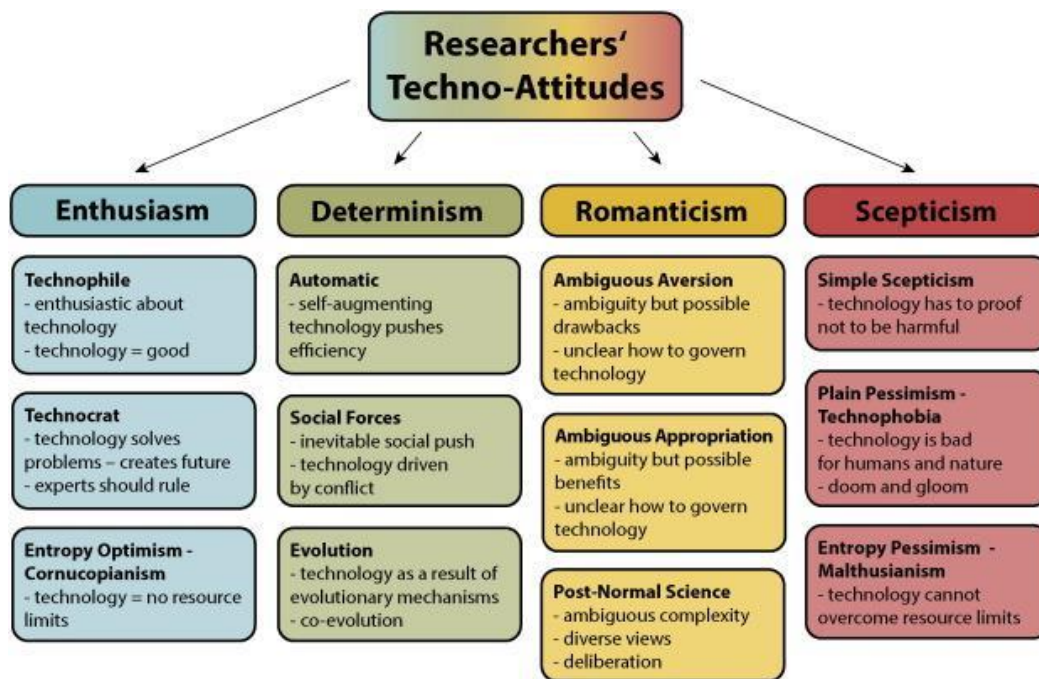 Researchers‘
Techno-Attitudes
Enthusiasm
Technophile
- enthusiastic about
technology
- technology = good
Technocrat
- technology solves
problems – creates future
- experts should rule
Entropy Optimism -
Cornucopianism
- technology = no resource
limits
Determinism
Automatic
- self-augmenting
technology pushes
efficiency
Social Forces
- inevitable social push
- technology driven
by conflict
Evolution
- technology as a result of
evolutionary mechanisms
- co-evolution
Romanticism
Ambiguous Aversion
- ambiguity but possible
drawbacks
- unclear how to govern
technology
Ambiguous Appropriation
- ambiguity but possible
benefits
- unclear how to govern
technology
Post-Normal Science
- ambiguous complexity
- diverse views
- deliberation
Scepticism
Simple Scepticism
- technology has to proof
not to be harmful
Plain Pessimism -
Technophobia
- technology is bad
for humans and nature
- doom and gloom
Entropy Pessimism -
Malthusianism
- technology cannot
overcome resource limits